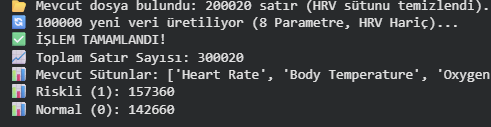 📂 Mevcut dosya bulundu: 200020 satır (HRV sütunu temizlendi).
🔄 100000 yeni veri üretiliyor (8 Parametre, HRV Hariç)...
✅ İŞLEM TAMAMLANDI!
📈 Toplam Satır Sayısı: 300020
📊 Mevcut Sütunlar: ['Heart Rate', 'Body Temperature', 'Oxygen
📊 Riskli (1): 157360
📊 Normal (0): 142660